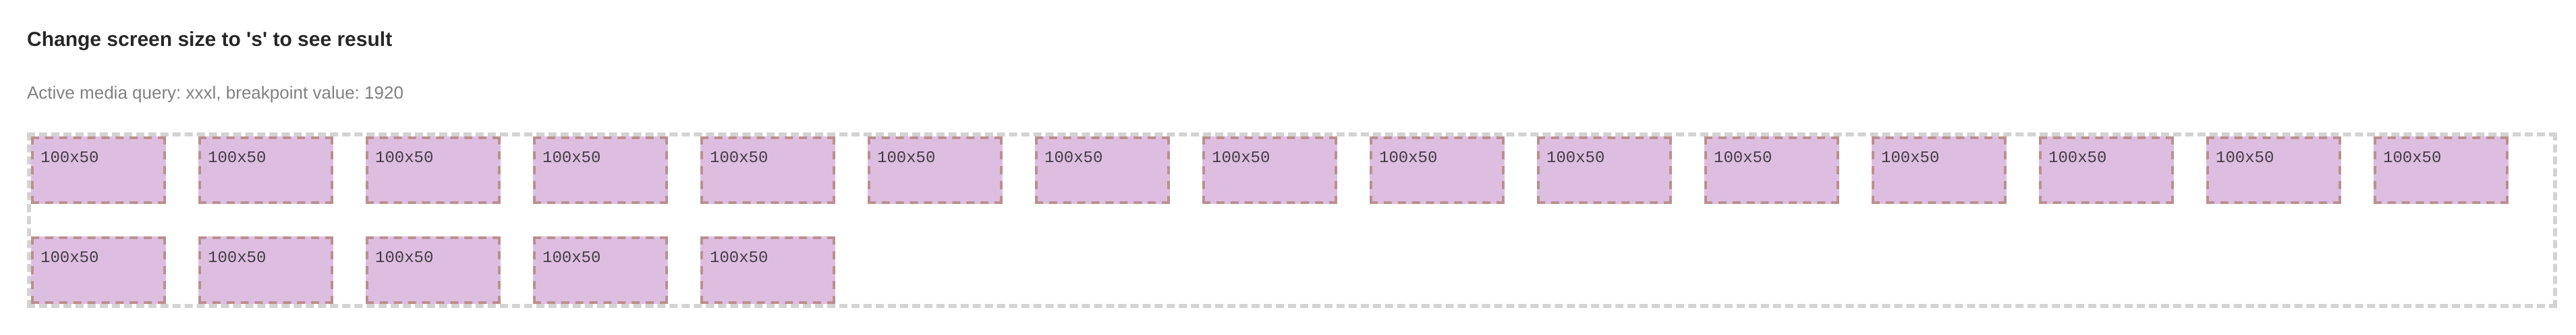 Change screen size to 's' to see result
Active media query: xxxl, breakpoint value: 1920
100x50 100x50 100x50 100x50 100x50 100x50 100x50 100x50 100x50 100x50 100x50 100x50 100x50 100x50 100x50
100x50 100x50 100x50 100x50 100x50